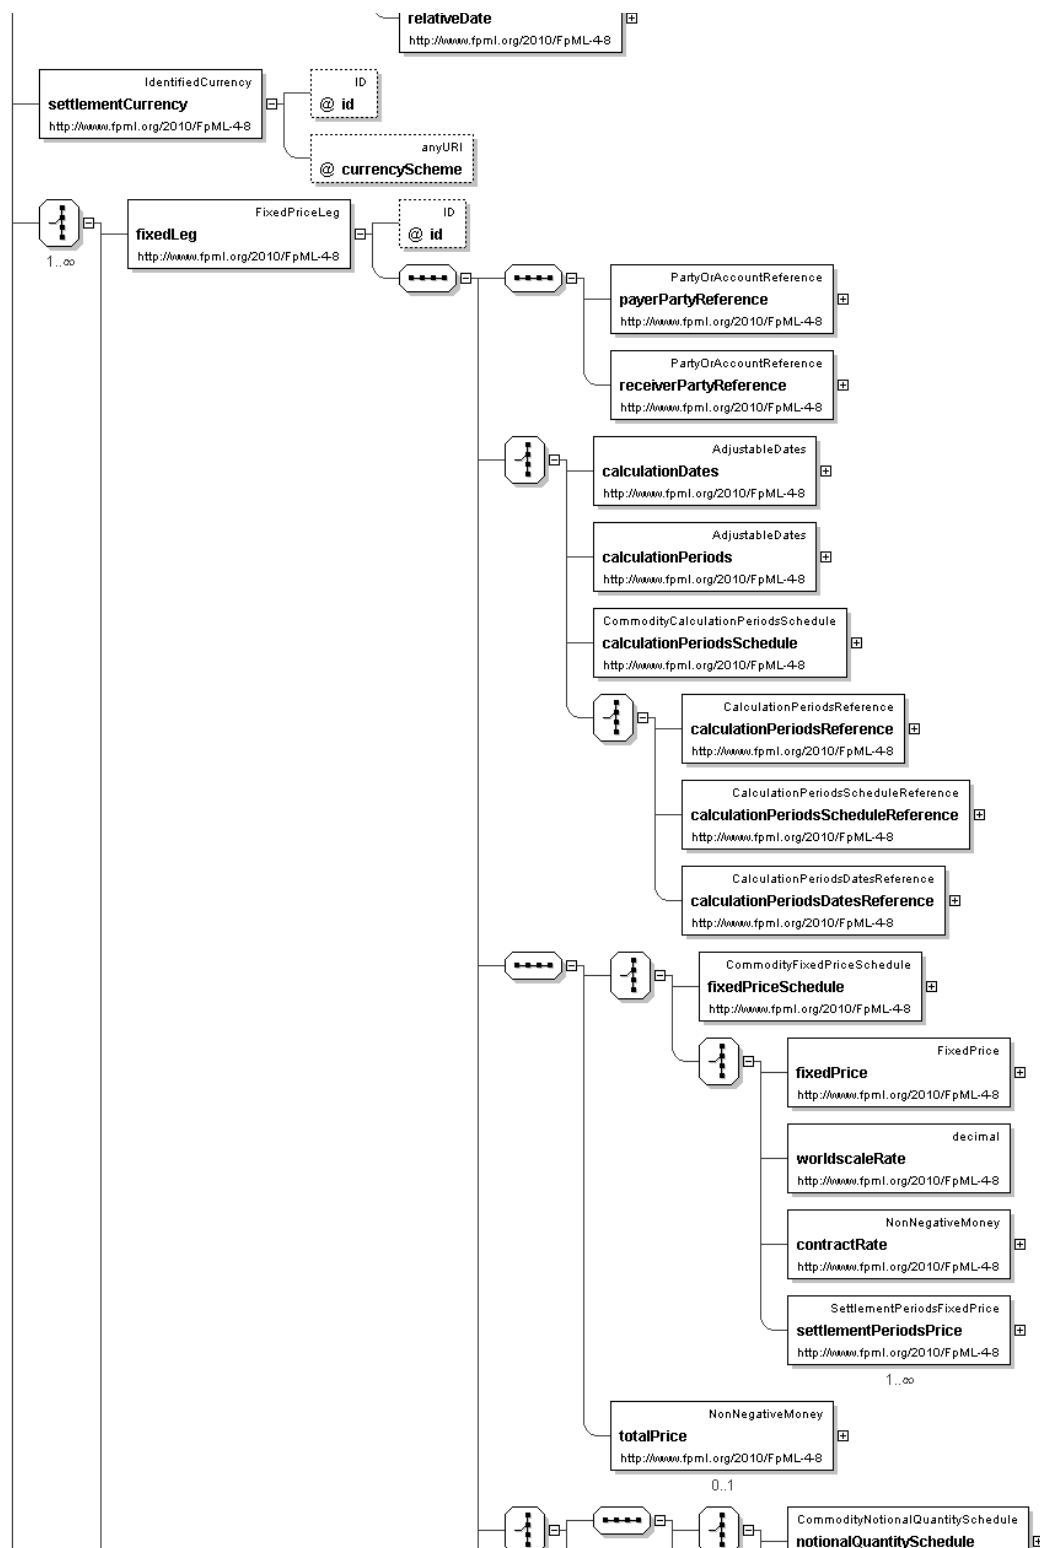 relativeDate
http://www.fpml.org/2010/FpML-4-8
IdentifiedCurrency
settlementCurrency
http://www.fpml.org/2010/FpML-4-8
ID
@ id
anyURI
@ currencyScheme
1..∞
FixedPriceLeg
fixedLeg
http://www.fpml.org/2010/FpML-4-8
ID
@ id
PartyOrAccountReference
payerPartyReference
http://www.fpml.org/2010/FpML-4-8
PartyOrAccountReference
receiverPartyReference
http://www.fpml.org/2010/FpML-4-8
AdjustableDates
calculationDates
http://www.fpml.org/2010/FpML-4-8
AdjustableDates
calculationPeriods
http://www.fpml.org/2010/FpML-4-8
CommodityCalculationPeriodsSchedule
calculationPeriodsSchedule
http://www.fpml.org/2010/FpML-4-8
CalculationPeriodsReference
calculationPeriodsReference
http://www.fpml.org/2010/FpML-4-8
CalculationPeriodsScheduleReference
calculationPeriodsScheduleReference
http://www.fpml.org/2010/FpML-4-8
CalculationPeriodsDatesReference
calculationPeriodsDatesReference
http://www.fpml.org/2010/FpML-4-8
CommodityFixedPriceSchedule
fixedPriceSchedule
http://www.fpml.org/2010/FpML-4-8
FixedPrice
fixedPrice
http://www.fpml.org/2010/FpML-4-8
decimal
worldscaleRate
http://www.fpml.org/2010/FpML-4-8
NonNegativeMoney
contractRate
http://www.fpml.org/2010/FpML-4-8
SettlementPeriodsFixedPrice
settlementPeriodsPrice
http://www.fpml.org/2010/FpML-4-8
1..∞
NonNegativeMoney
totalPrice
http://www.fpml.org/2010/FpML-4-8
0..1
CommodityNotionalQuantitySchedule
notionalQuantitySchedule